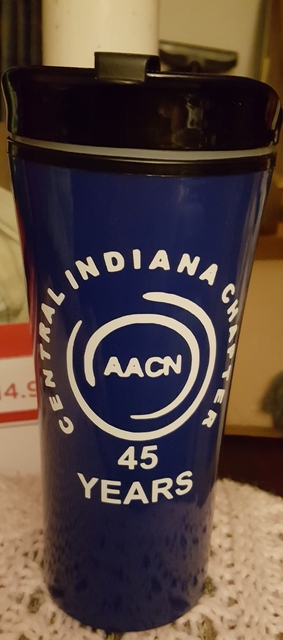 CENTRAL INDIANA CHAPTER
AACN
45
YEARS